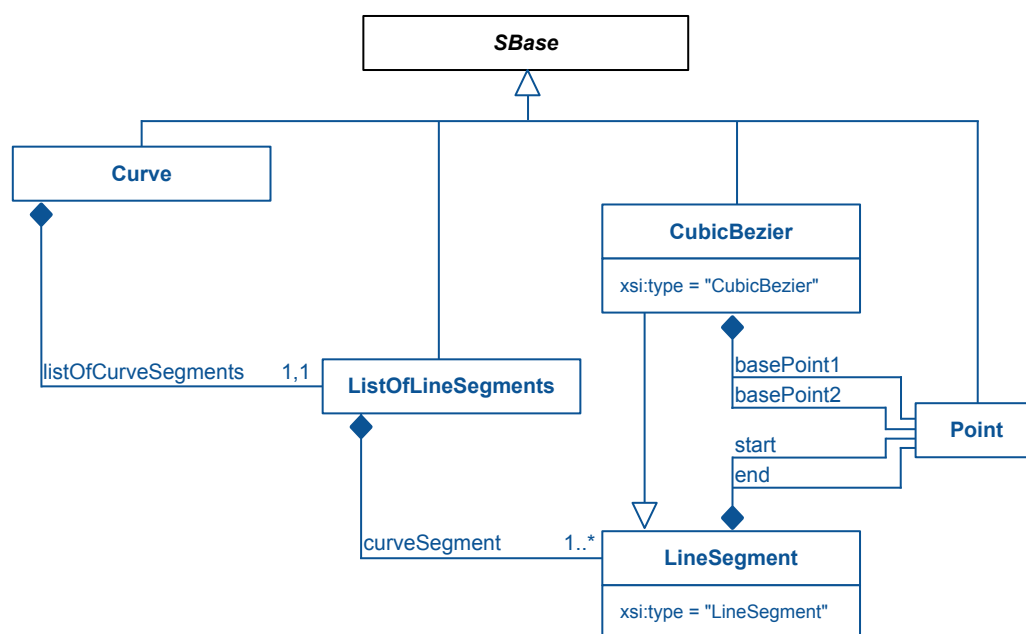 SBase
Curve
CubicBezier
xsi:type = "CubicBezier"
listOfCurveSegments 1,1
ListOfLineSegments
basePoint1
basePoint2
Point
start
end
curveSegment 1..*
LineSegment
xsi:type = "LineSegment"